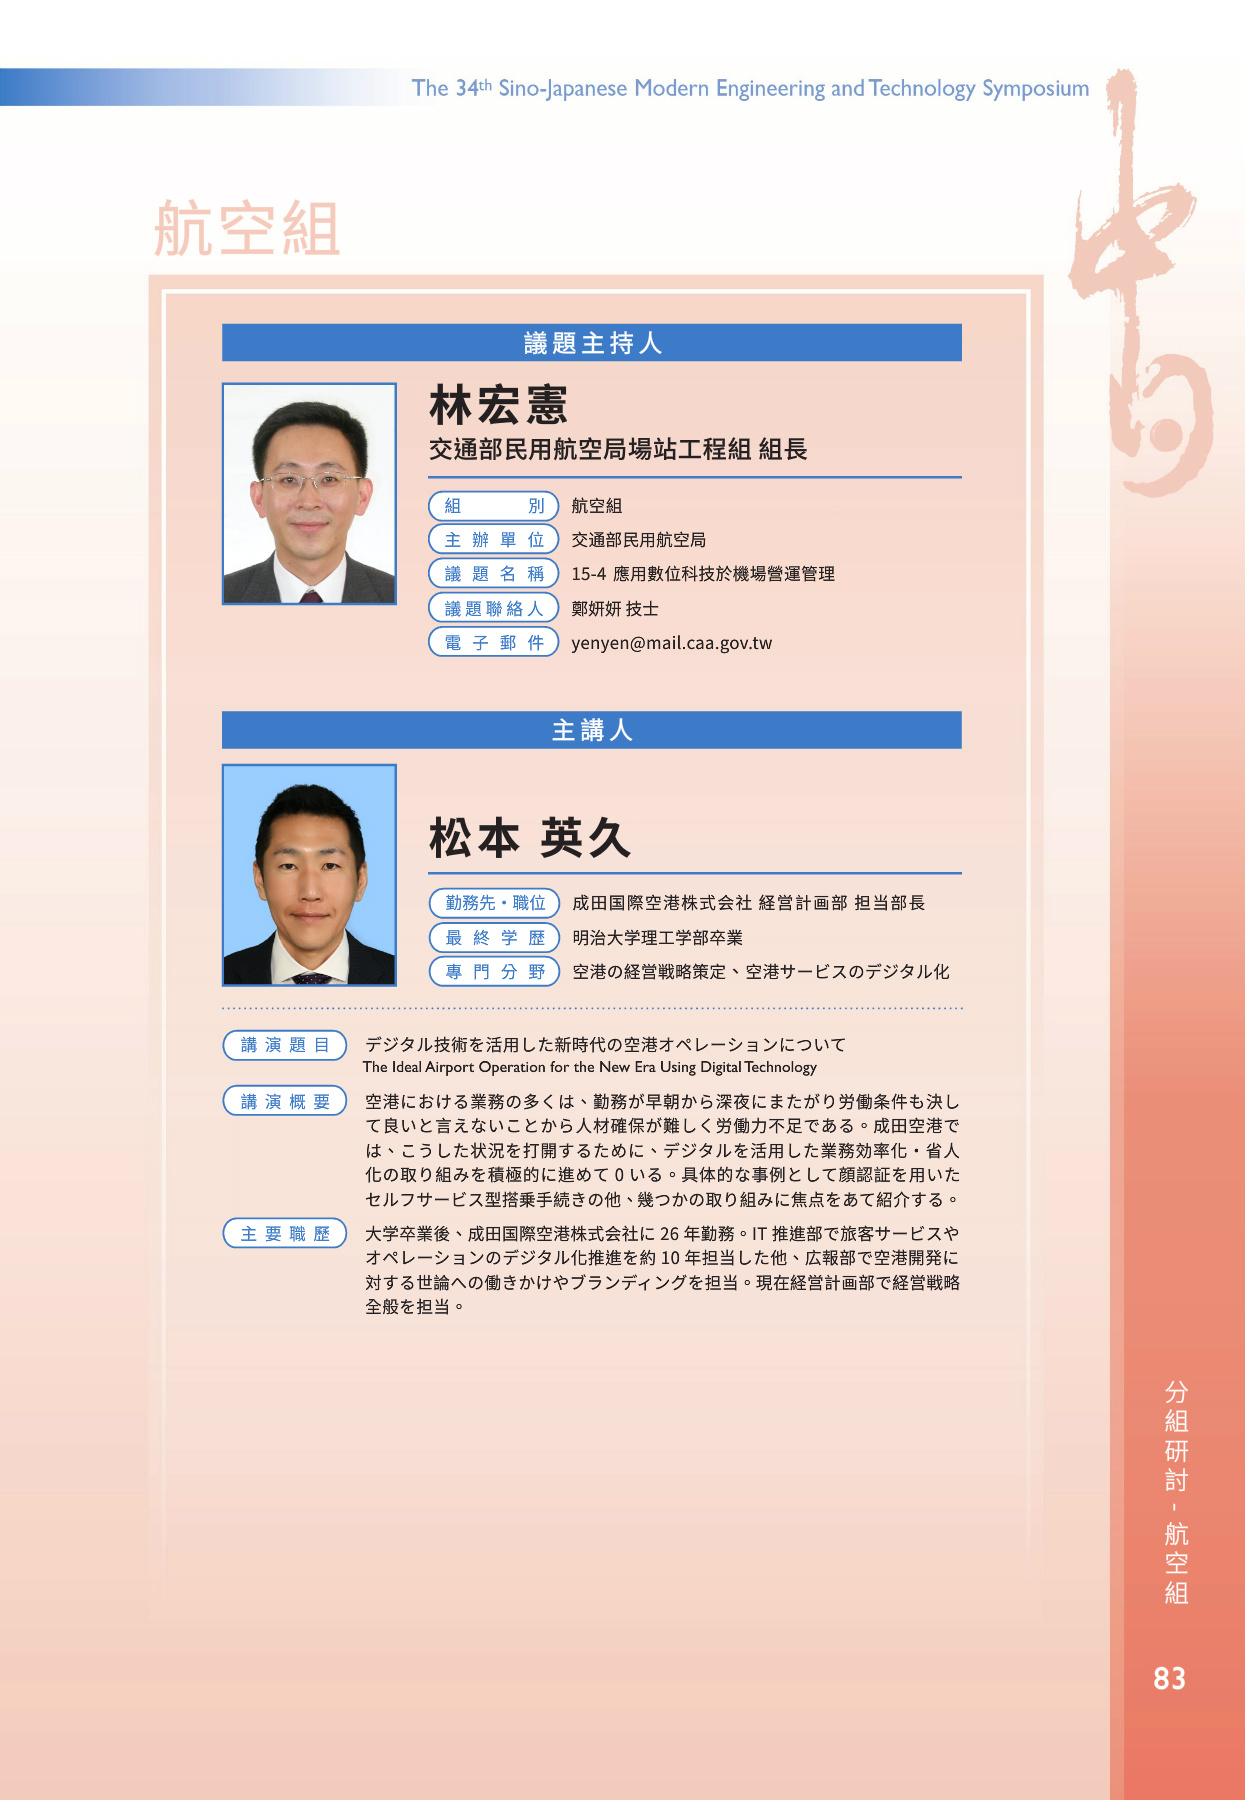 The 34th Sino-Japanese Modern Engineering and Technology Symposium
中日
航空組
議題主持人
林宏憲
交通部民用航空局場站工程組 組長
組別 航空組
主辦單位 交通部民用航空局
議題名稱 15-4 應用數位科技於機場營運管理
議題聯絡人 鄭妍妍 技士
電子郵件 yenyen@mail.caa.gov.tw
主講人
松本 英久
勤務先・職位 成田国際空港株式会社 経営計画部 担当部長
最終学歴 明治大学理工学部卒業
專門分野 空港の経営戦略策定、空港サービスのデジタル化
講演題目 デジタル技術を活用した新時代の空港オペレーションについて
The Ideal Airport Operation for the New Era Using Digital Technology
講演概要 空港における業務の多くは、勤務が早朝から深夜にまたがり労働条件も決し
て良いと言えないことから人材確保が難しく労働力不足である。成田空港で
は、こうした状況を打開するために、デジタルを活用した業務効率化・省人
化の取り組みを積極的に進めて 0 いる。具体的な事例として顔認証を用いた
セルフサービス型搭乗手続きの他、幾つかの取り組みに焦点をあて紹介する。
主要職歷 大学卒業後、成田国際空港株式会社に 26 年勤務。IT 推進部で旅客サービスや
オペレーションのデジタル化推進を約 10 年担当した他、広報部で空港開発に
対する世論への働きかけやブランディングを担当。現在経営計画部で経営戦略
全般を担当。
分組研討-航空組
83